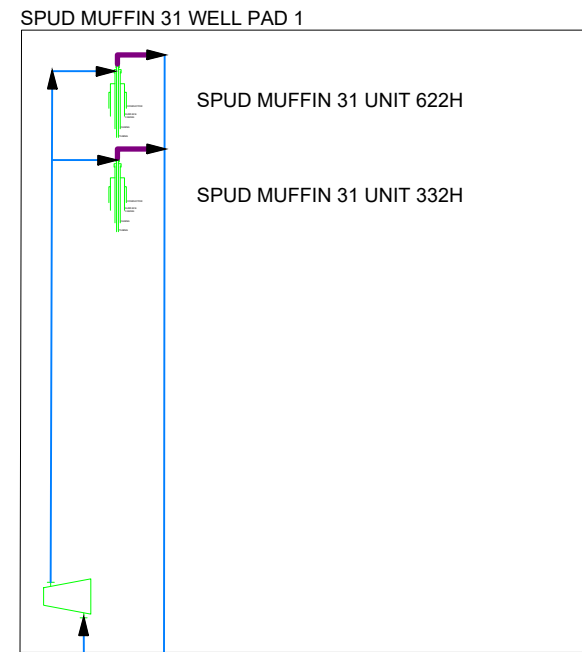 SPUD MUFFIN 31 WELL PAD 1
SPUD MUFFIN 31 UNIT 622H
SPUD MUFFIN 31 UNIT 332H